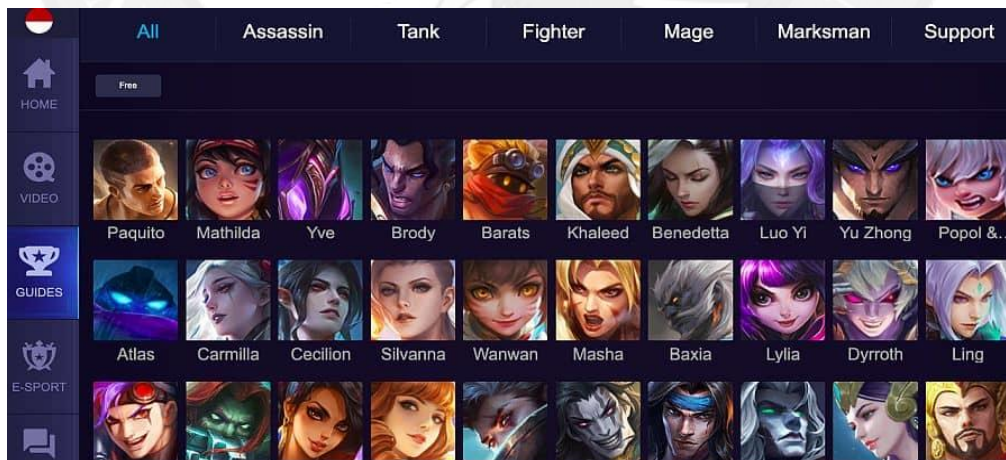 All Assassin Tank Fighter Mage Marksman Support
HOME
Free
VIDEO
Paquito Mathilda Yve Brody Barats Khaleed Benedetta Luo Yi Yu Zhong Popol &..
GUIDES
Atlas Carmilla Cecilion Silvanna Wanwan Masha Baxia Lylia Dyrroth Ling
E-SPORT